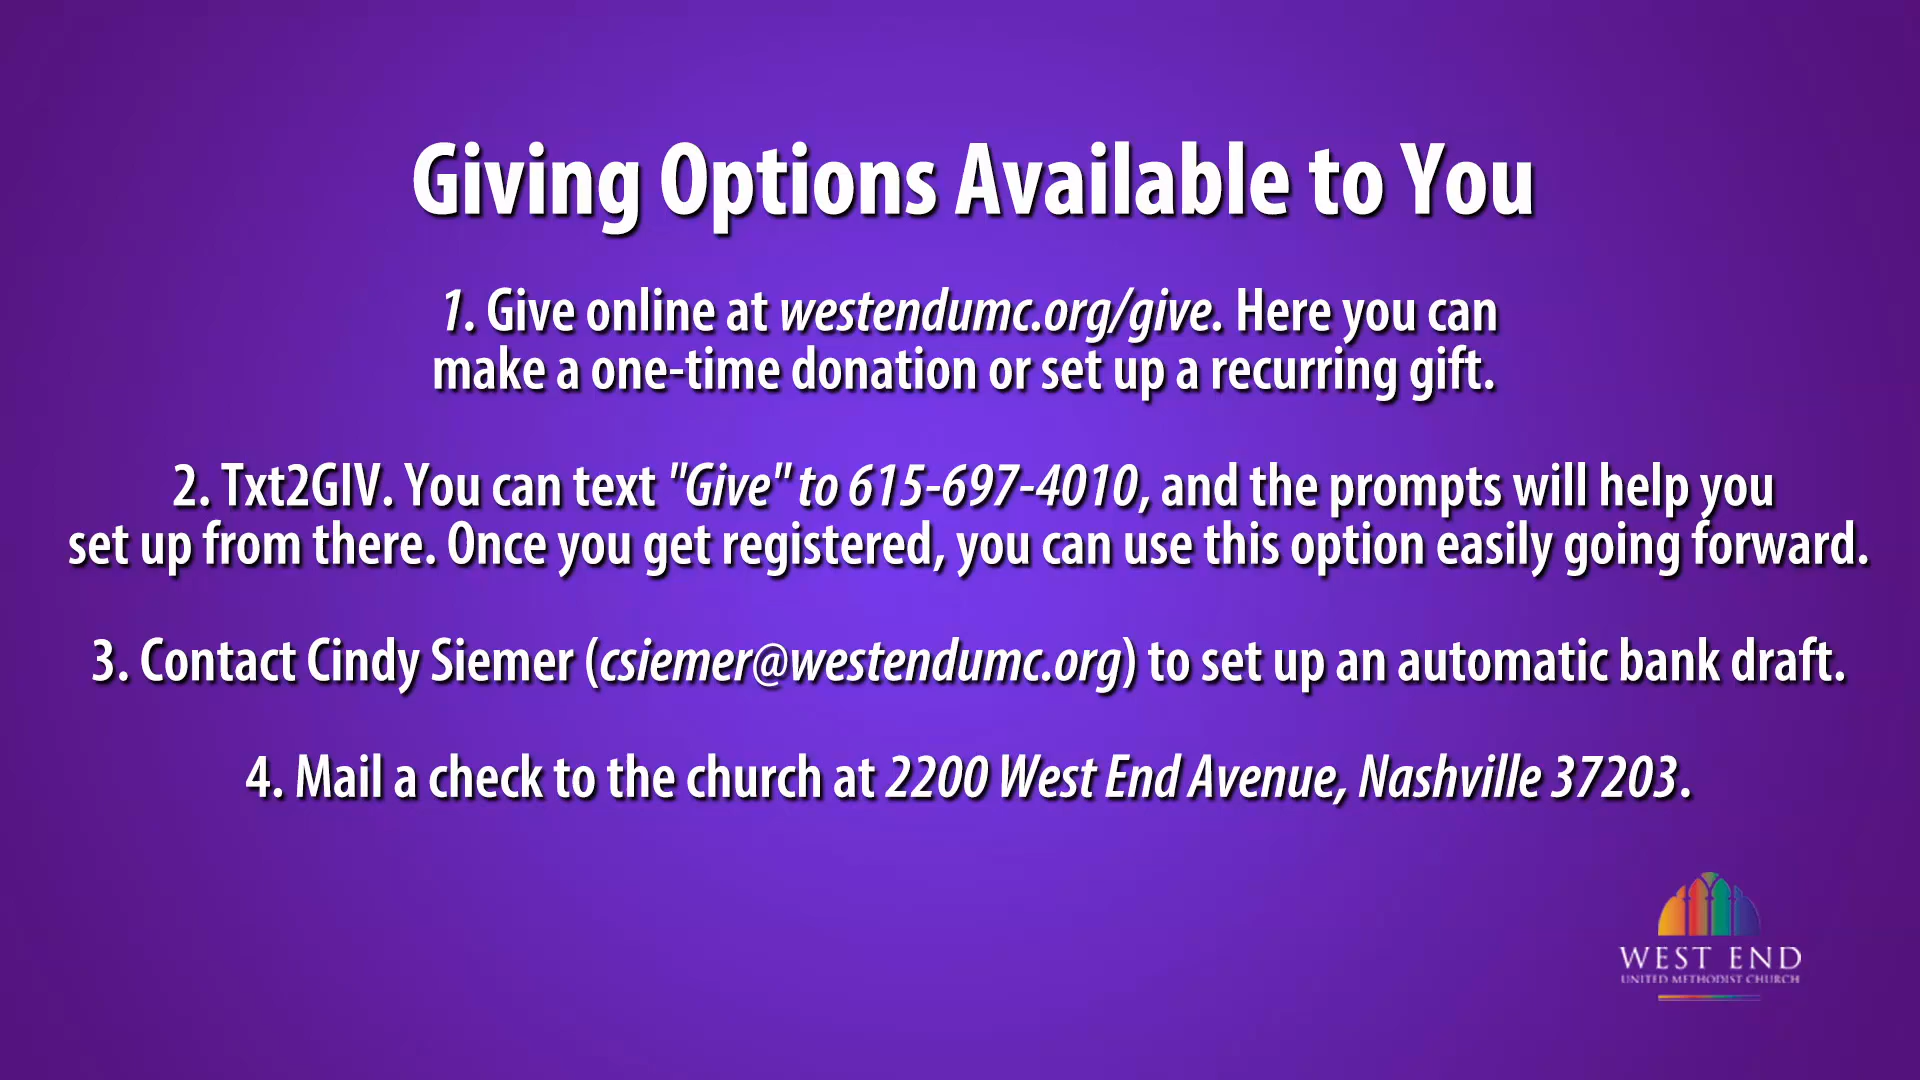 Giving Options Available to You
1. Give online at westendumc.org/give. Here you can
make a one-time donation or set up a recurring gift.
2. Txt2GIV. You can text "Give" to 615-697-4010, and the prompts will help you
set up from there. Once you get registered, you can use this option easily going forward.
3. Contact Cindy Siemer (csiemer@westendumc.org) to set up an automatic bank draft.
4. Mail a check to the church at 2200 West End Avenue, Nashville 37203.
WEST END
UNITED METHODIST CHURCH